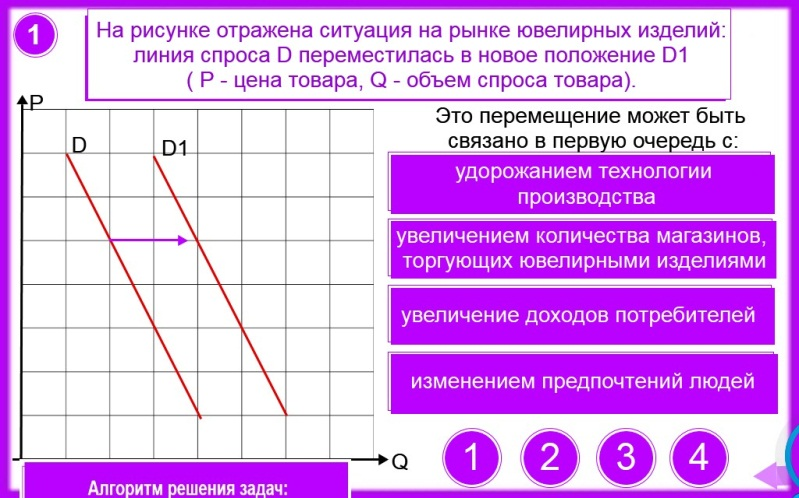 1
На рисунке отражена ситуация на рынке ювелирных изделий:
линия спроса D переместилась в новое положение D1
( P - цена товара, Q - объем спроса товара).
P
D
D1
Q
Это перемещение может быть
связано в первую очередь с:
удорожанием технологии
производства
увеличением количества магазинов,
торгующих ювелирными изделиями
увеличение доходов потребителей
изменением предпочтений людей
1 2 3 4
Алгоритм решения задач: